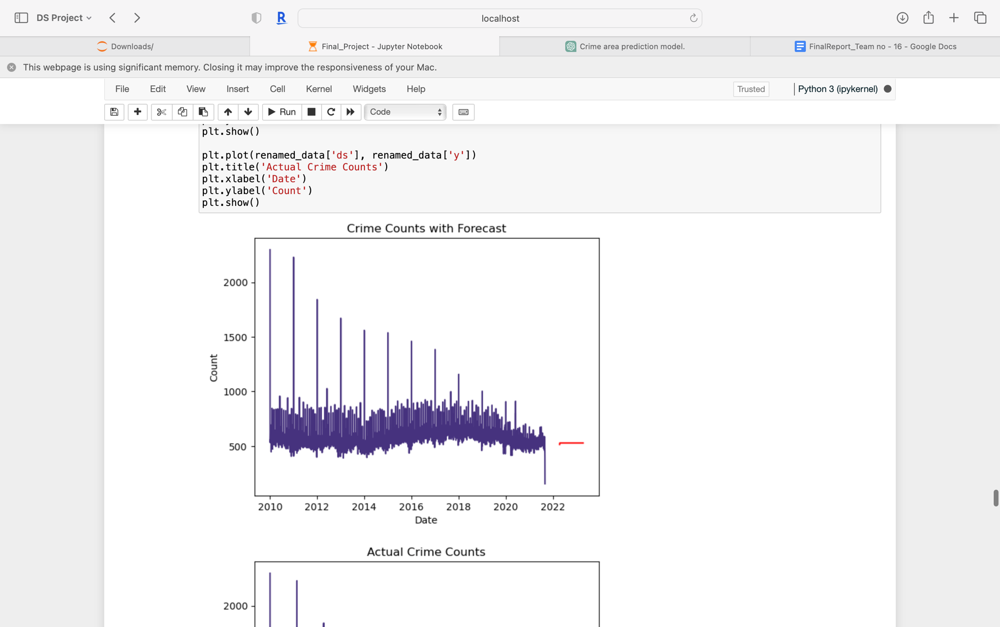 DS Project
localhost
Downloads/
Final_Project - Jupyter Notebook
Crime area prediction model.
FinalReport_Team no - 16 - Google Docs
This webpage is using significant memory. Closing it may improve the responsiveness of your Mac.
File Edit View Insert Cell Kernel Widgets Help
Trusted
Python 3 (ipykernel)
Run
Code
plt.show()
plt.plot(renamed_data['ds'], renamed_data['y'])
plt.title('Actual Crime Counts')
plt.xlabel('Date')
plt.ylabel('Count')
plt.show()
Crime Counts with Forecast
2000
1500
1000
500
Count
2010 2012 2014 2016 2018 2020 2022
Date
Actual Crime Counts
2000